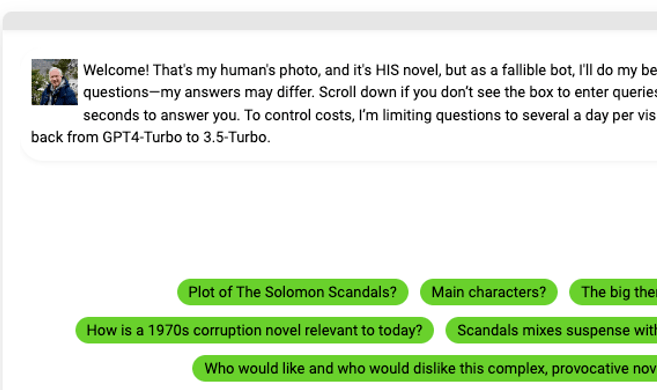 Welcome! That's my human's photo, and it's HIS novel, but as a fallible bot, I'll do my be
questions—my answers may differ. Scroll down if you don’t see the box to enter queries
seconds to answer you. To control costs, I’m limiting questions to several a day per vis
back from GPT4-Turbo to 3.5-Turbo.
Plot of The Solomon Scandals? Main characters? The big the
How is a 1970s corruption novel relevant to today? Scandals mixes suspense with
Who would like and who would dislike this complex, provocative nov